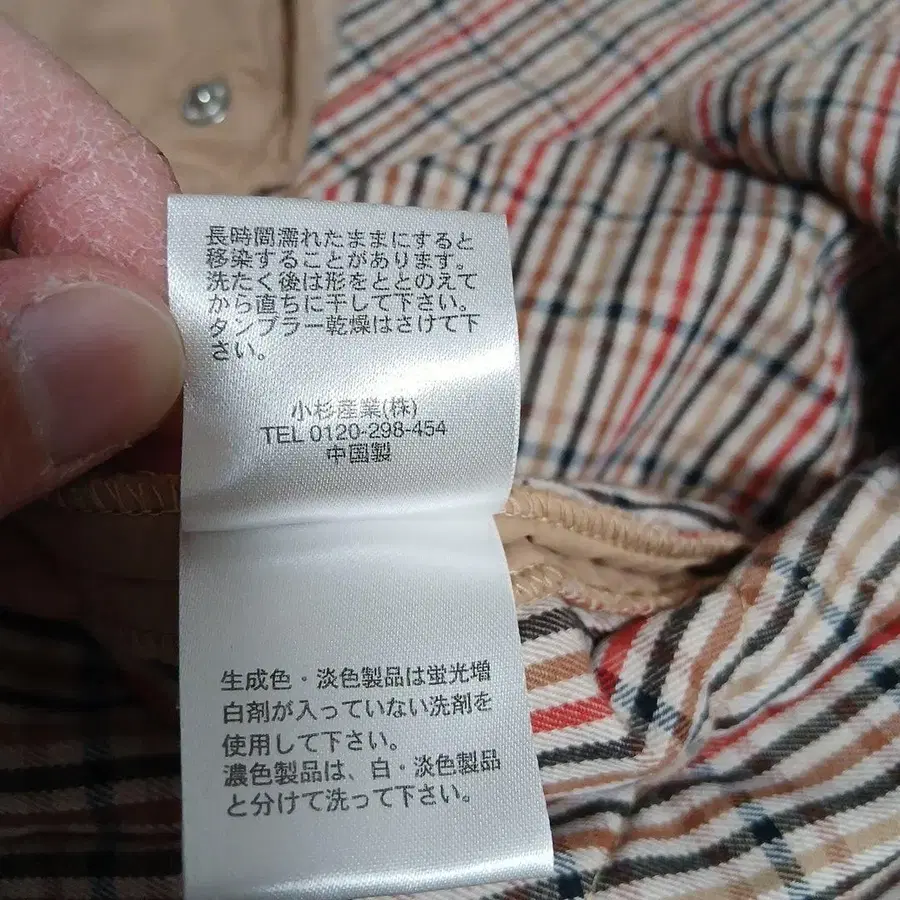 長時間濡れたままにすると
移染することがあります。
洗たく後は形をととのえて
から直ちに干して下さい。
タンブラー乾燥はさけて下
さい。
小杉産業(株)
TEL 0120-298-454
中国製
生成色・淡色製品は蛍光増
白剤が入っていない洗剤を
使用して下さい。
濃色製品は、白・淡色製品
と分けて洗って下さい。